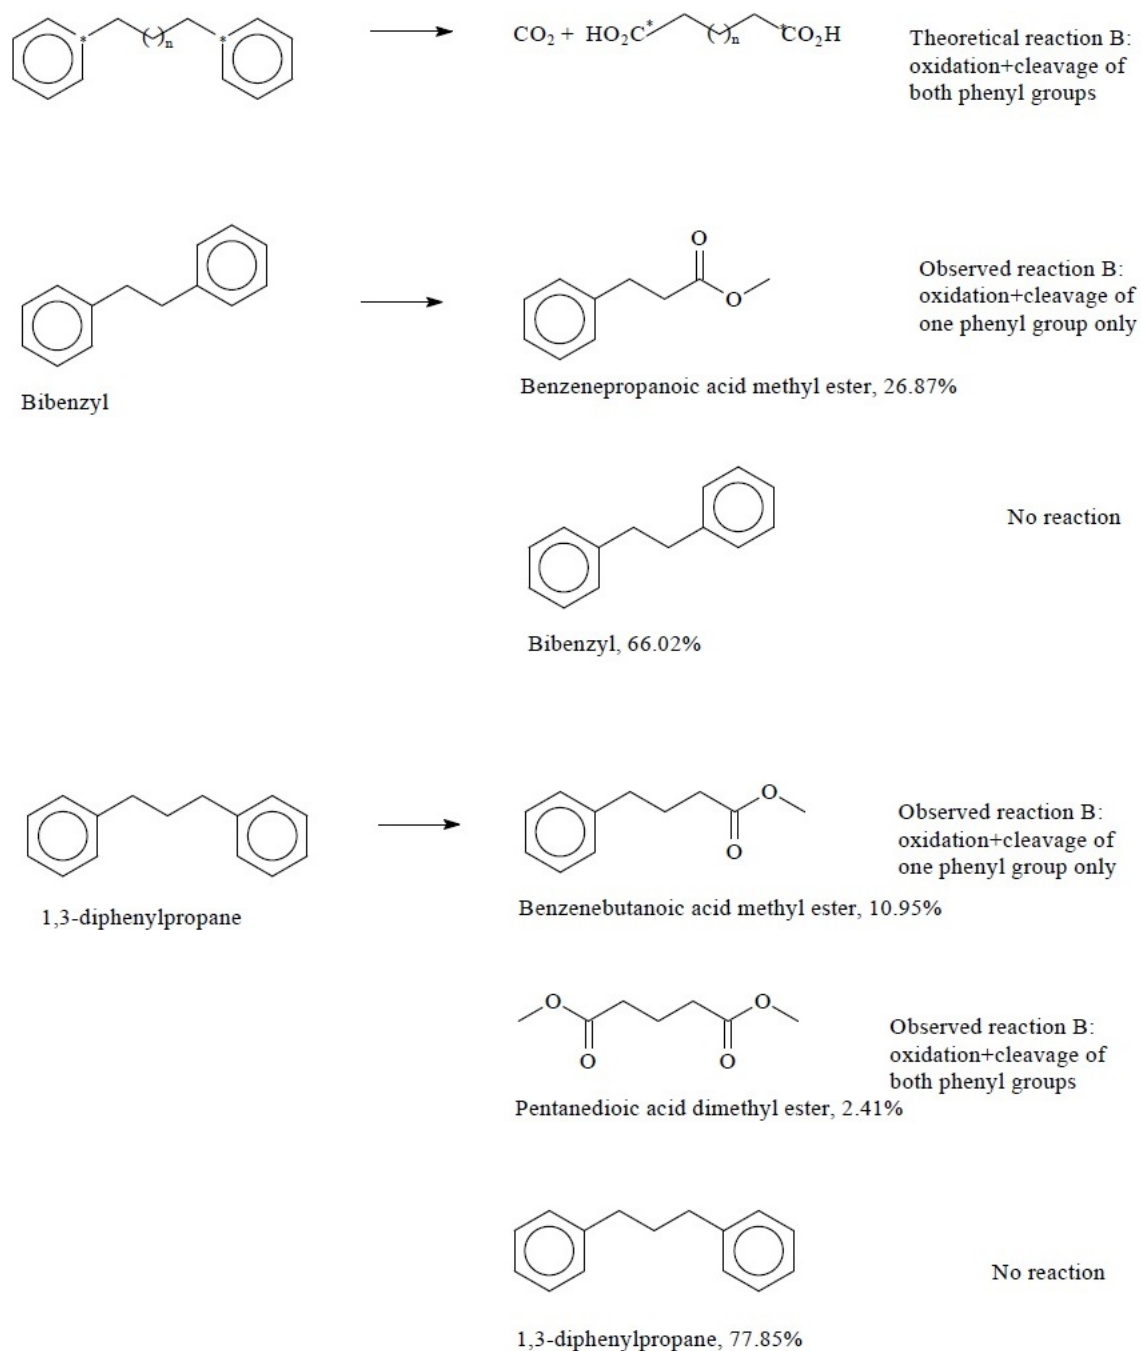 CO2 + HO2C* ( )n *CO2H
Theoretical reaction B:
oxidation+cleavage of
both phenyl groups
* ( )n *
O
O
Observed reaction B:
oxidation+cleavage of
one phenyl group only
Bibenzyl
Benzenepropanoic acid methyl ester, 26.87%
No reaction
Bibenzyl, 66.02%
O
O
Observed reaction B:
oxidation+cleavage of
one phenyl group only
1,3-diphenylpropane
Benzenebutanoic acid methyl ester, 10.95%
O O
O O
Observed reaction B:
oxidation+cleavage of
both phenyl groups
Pentanedioic acid dimethyl ester, 2.41%
No reaction
1,3-diphenylpropane, 77.85%